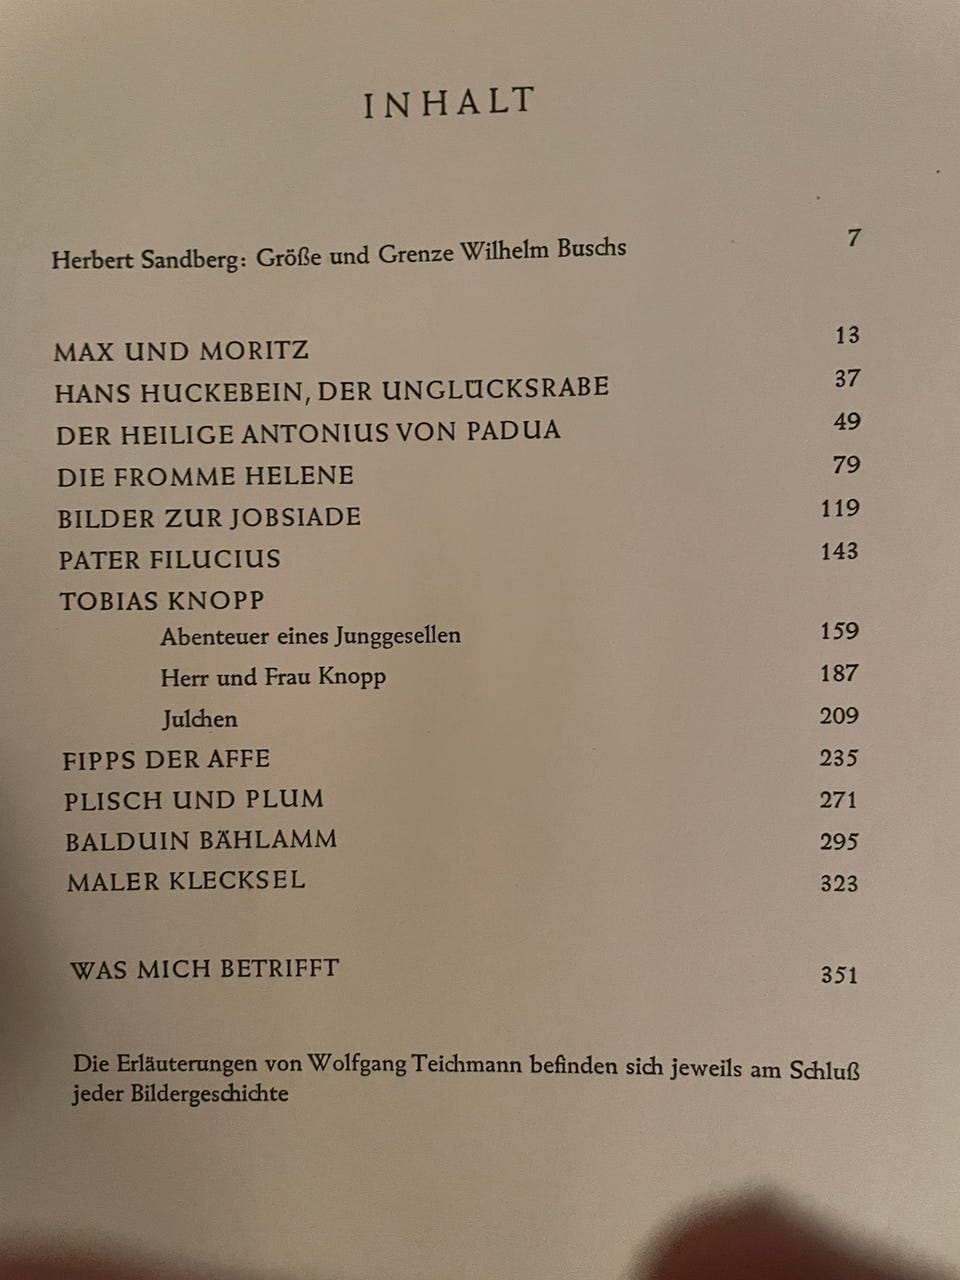 INHALT
Herbert Sandberg: Größe und Grenze Wilhelm Buschs 7
MAX UND MORITZ 13
HANS HUCKEBEIN, DER UNGLÜCKSRABE 37
DER HEILIGE ANTONIUS VON PADUA 49
DIE FROMME HELENE 79
BILDER ZUR JOBSIADE 119
PATER FILUCIUS 143
TOBIAS KNOPP
Abenteuer eines Junggesellen 159
Herr und Frau Knopp 187
Julchen 209
FIPPS DER AFFE 235
PLISCH UND PLUM 271
BALDUIN BÄHLAMM 295
MALER KLECKSEL 323
WAS MICH BETRIFFT 351
Die Erläuterungen von Wolfgang Teichmann befinden sich jeweils am Schluß
jeder Bildergeschichte